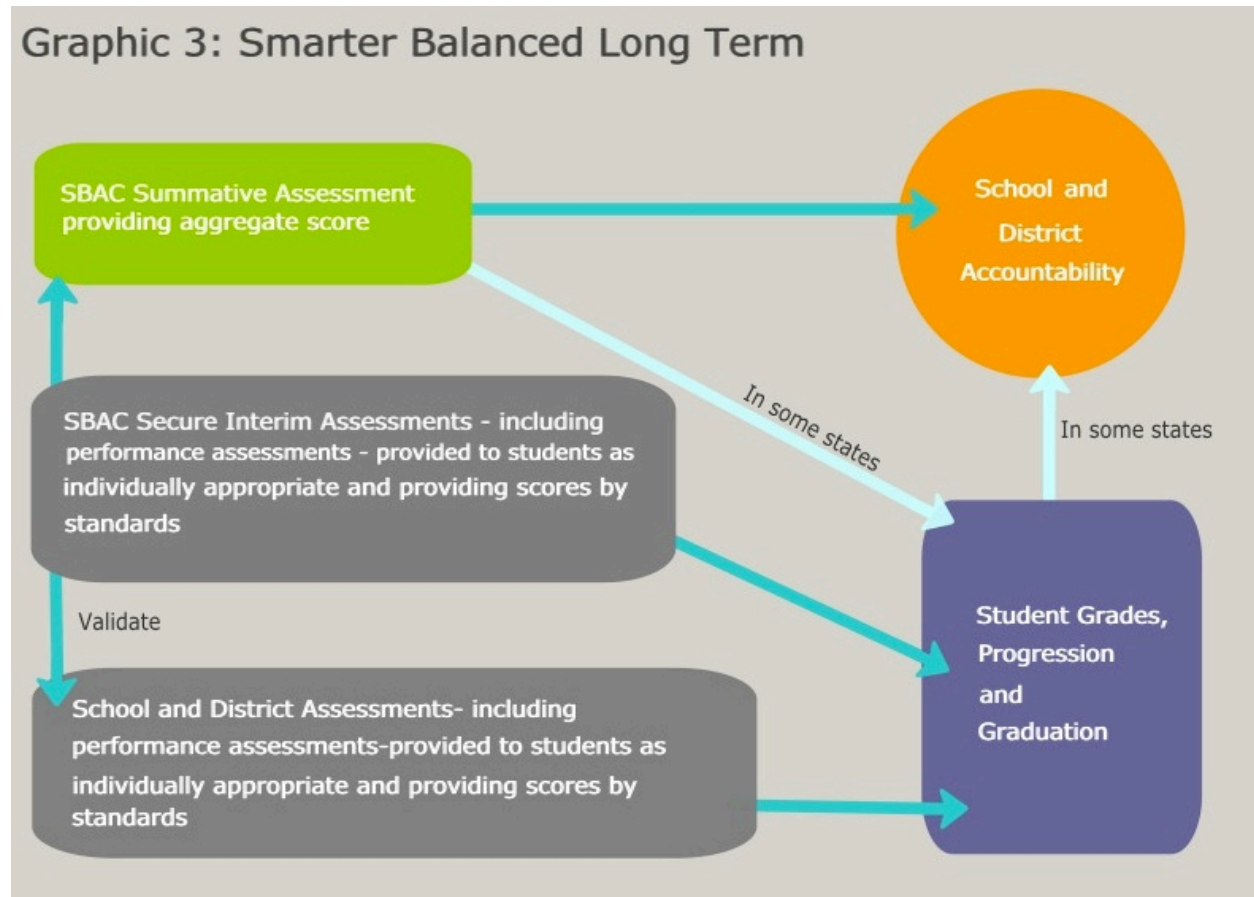 Graphic 3: Smarter Balanced Long Term
SBAC Summative Assessment
providing aggregate score
School and
District
Accountability
In some states
In some states
SBAC Secure Interim Assessments - including
performance assessments - provided to students as
individually appropriate and providing scores by
standards
Validate
Student Grades,
Progression
and
Graduation
School and District Assessments- including
performance assessments-provided to students as
individually appropriate and providing scores by
standards